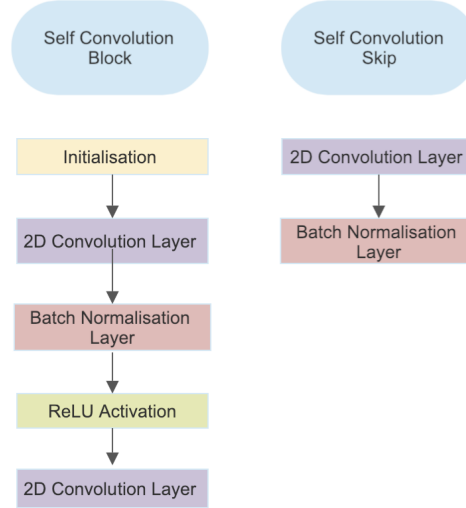 Self Convolution
Block
Initialisation
2D Convolution Layer
Batch Normalisation
Layer
ReLU Activation
2D Convolution Layer
Self Convolution
Skip
2D Convolution Layer
Batch Normalisation
Layer